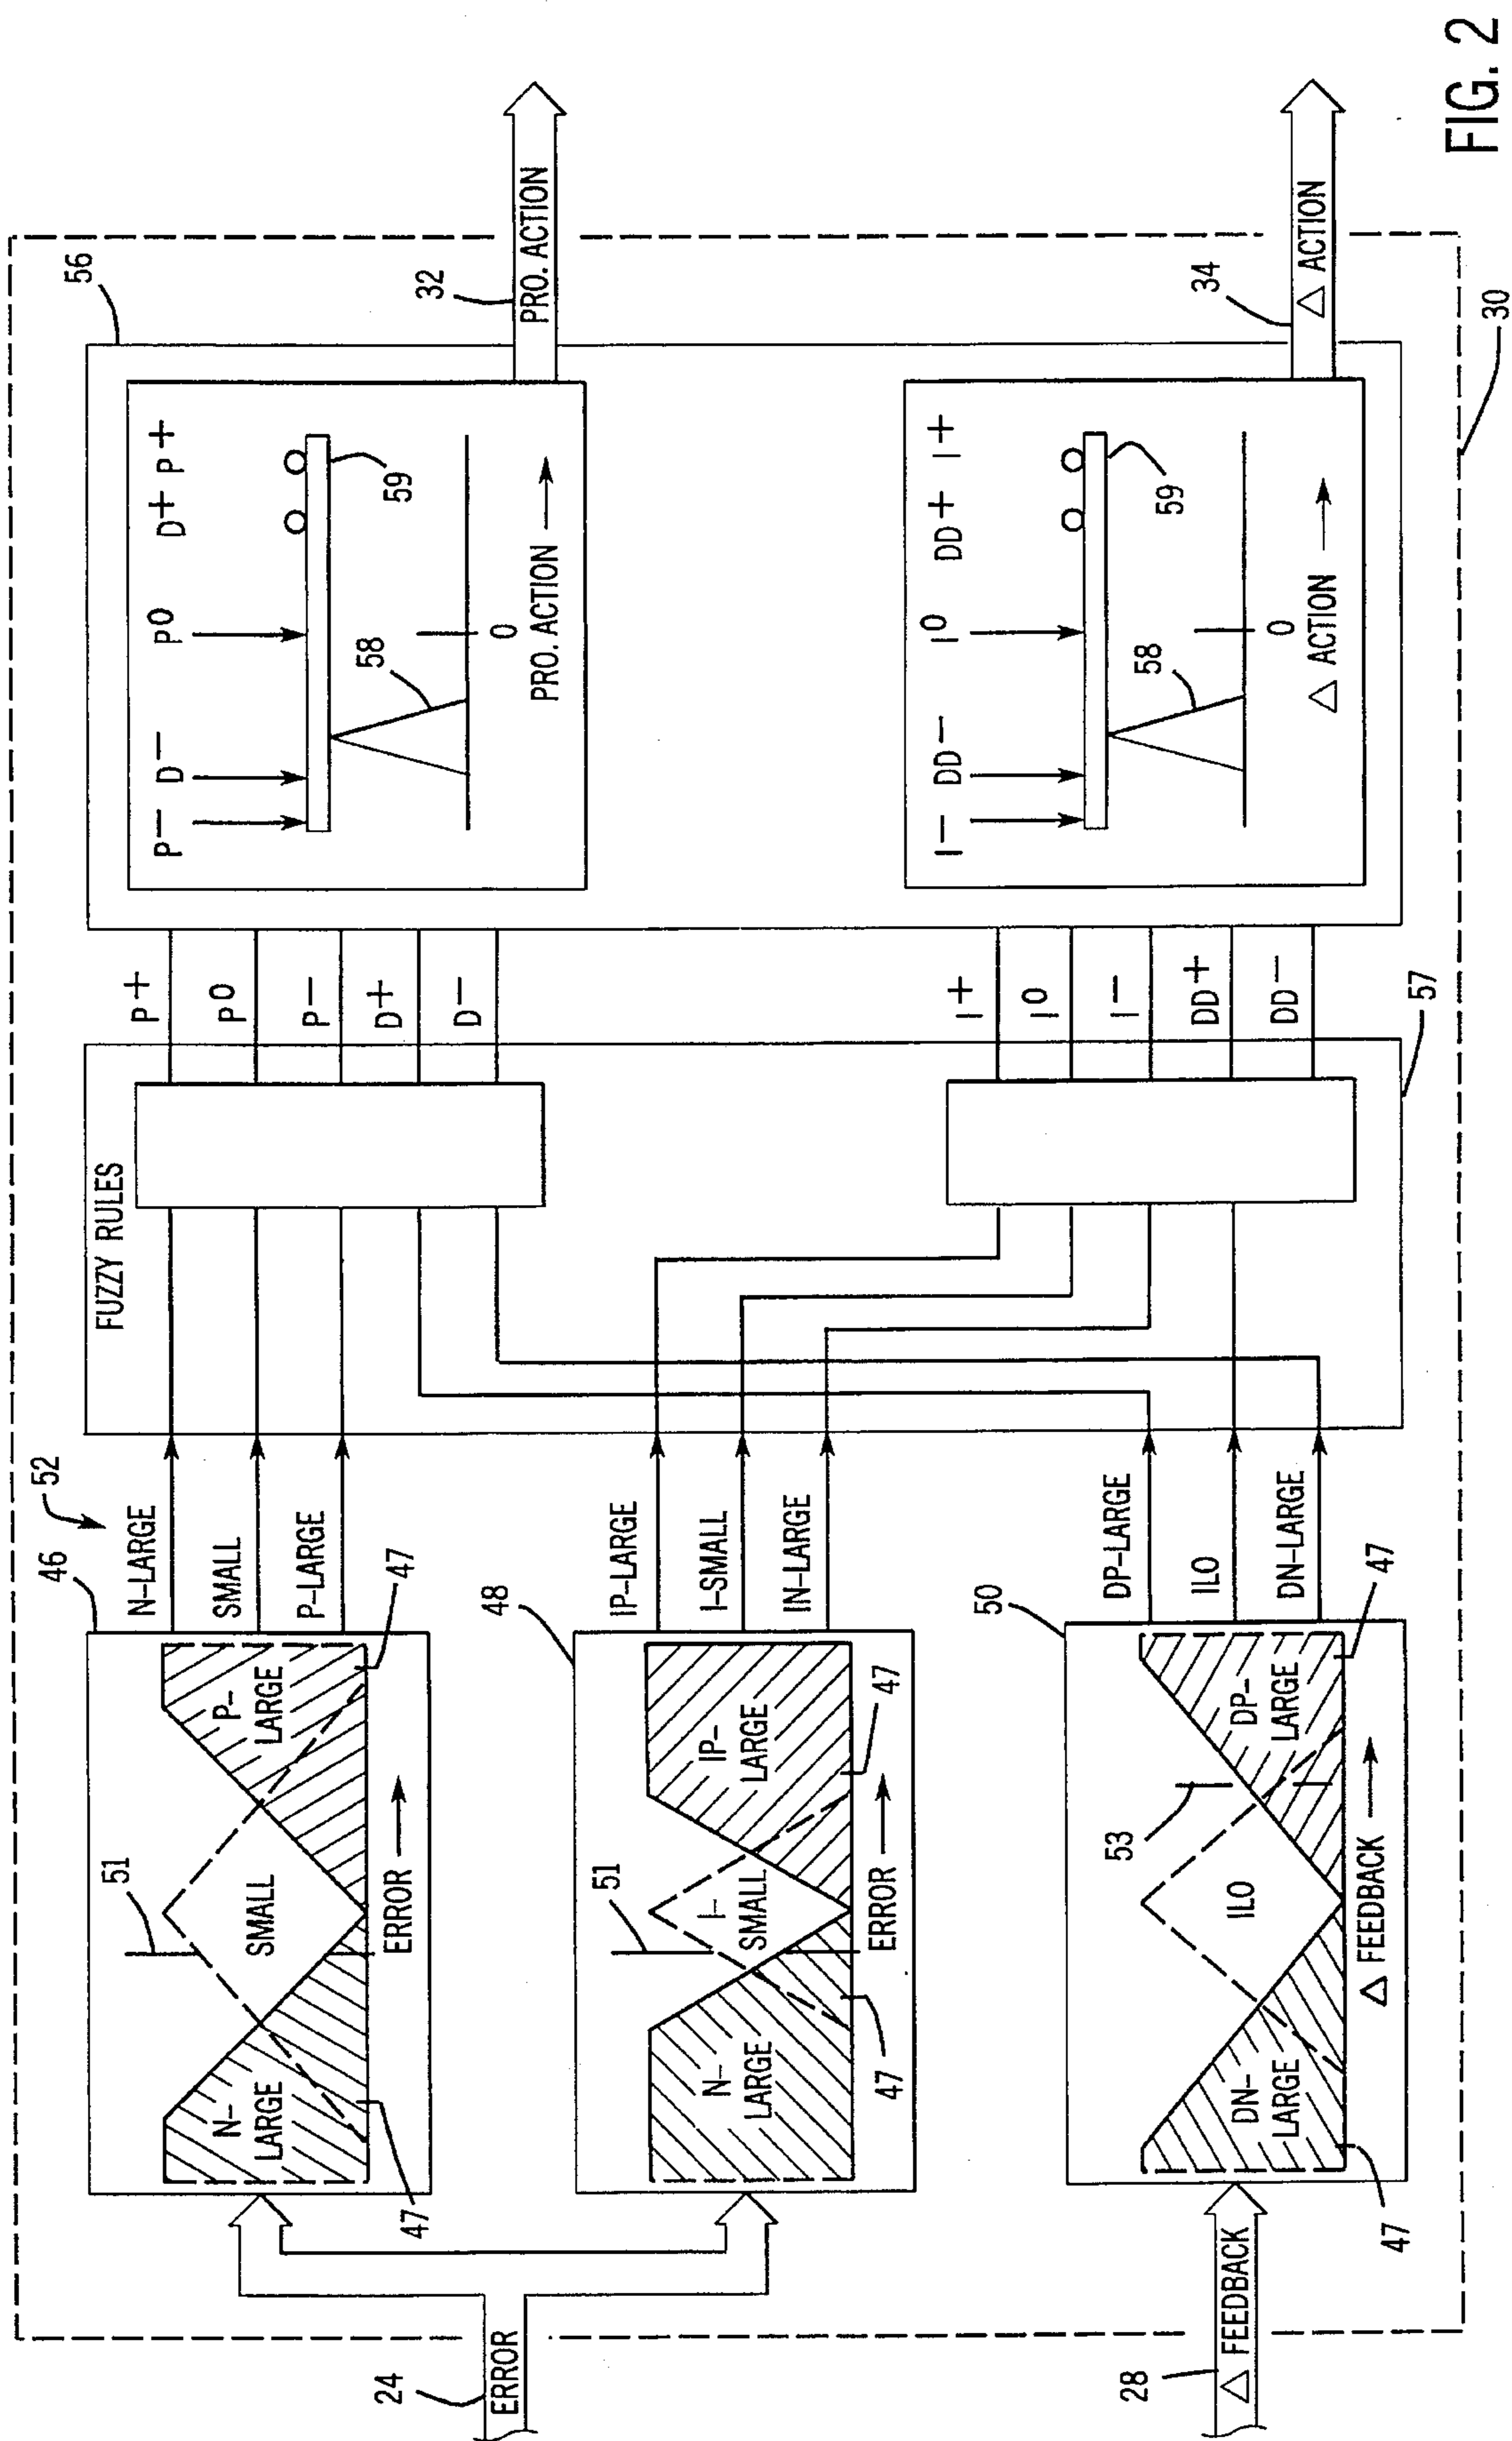 24
ERROR
28
△ FEEDBACK
46
N-
LARGE
SMALL
P-
LARGE
51
47
47
ERROR
48
N-
LARGE
I-
SMALL
IP-
LARGE
51
47
47
ERROR
50
DN-
LARGE
ILO
DP-
LARGE
53
47
47
△ FEEDBACK
52
N-LARGE
SMALL
P-LARGE
IP-LARGE
I-SMALL
IN-LARGE
DP-LARGE
ILO
DN-LARGE
FUZZY RULES
57
P+
P0
P-
D+
D-
I+
I0
I-
DD+
DD-
56
P- D- P0 D+ P+
58
59
0
PRO. ACTION
I- DD- I0 DD+ I+
58
59
0
△ ACTION
32
PRO. ACTION
34
△ ACTION
30
FIG. 2